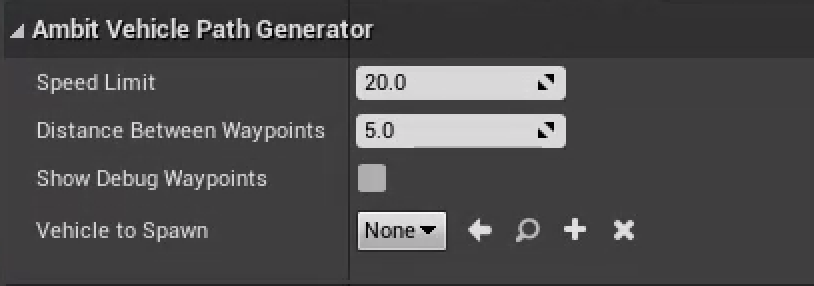 Ambit Vehicle Path Generator
Speed Limit 20.0
Distance Between Waypoints 5.0
Show Debug Waypoints
Vehicle to Spawn None